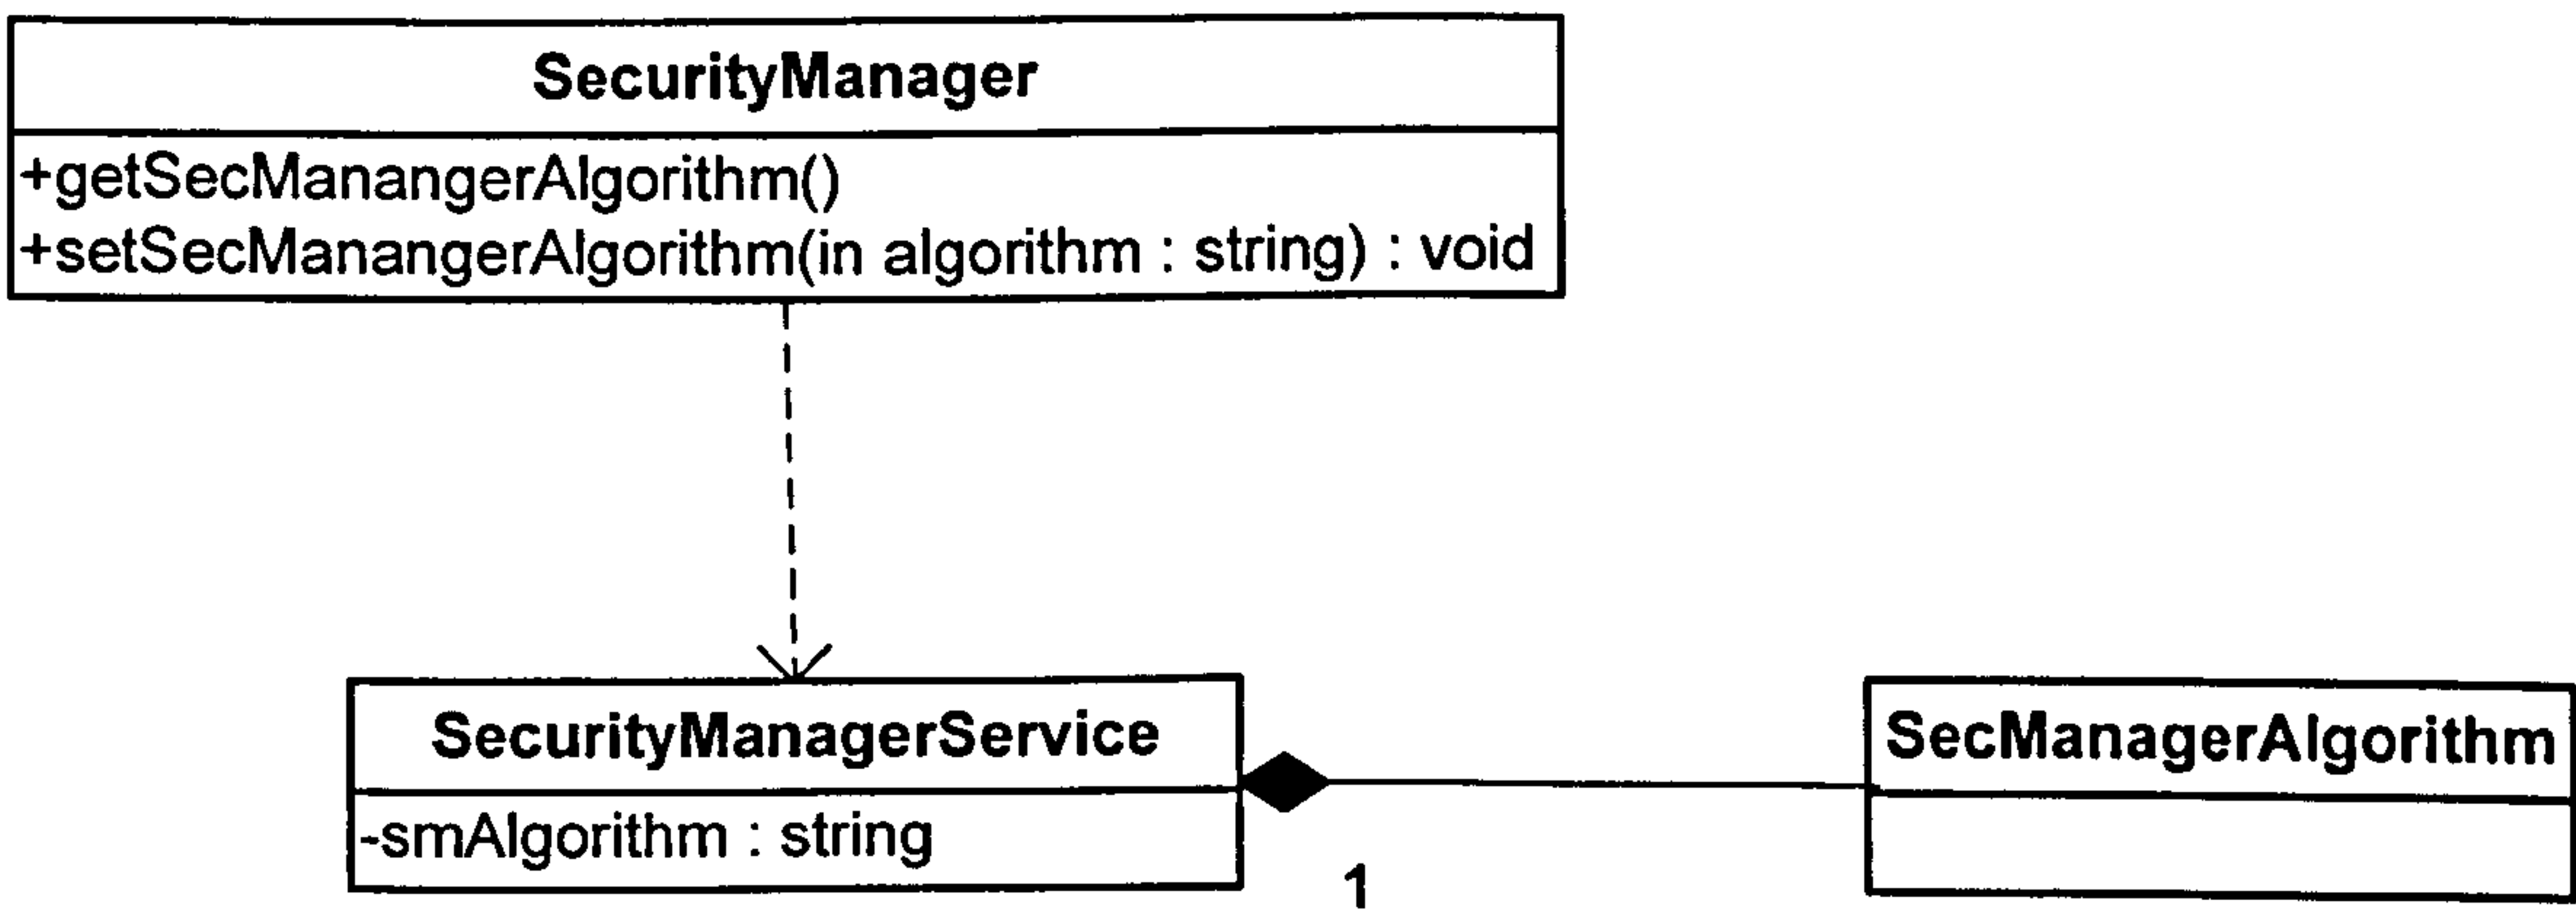 SecurityManager
+getSecManangerAlgorithm()
+setSecManangerAlgorithm(in algorithm : string) : void
SecurityManagerService
-smAlgorithm : string
1
SecManagerAlgorithm